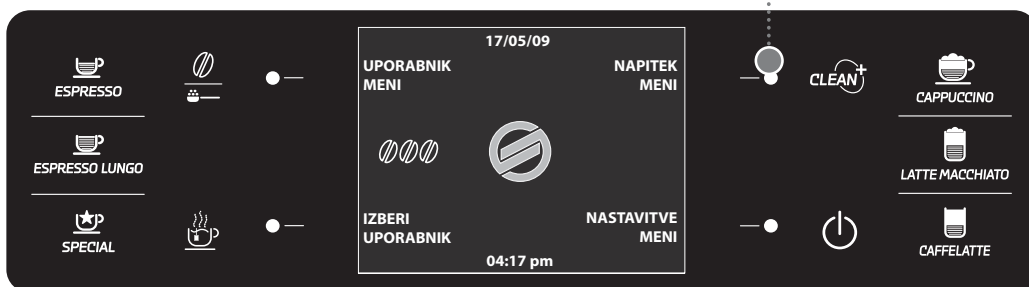 17/05/09
UPORABNIK
MENI
NAPITEK
MENI
ESPRESSO
CLEAN+
CAPPUCCINO
ESPRESSO LUNGO
LATTE MACCHIATO
IZBERI
UPORABNIK
NASTAVITVE
MENI
SPECIAL
CAFFELATTE
04:17 pm